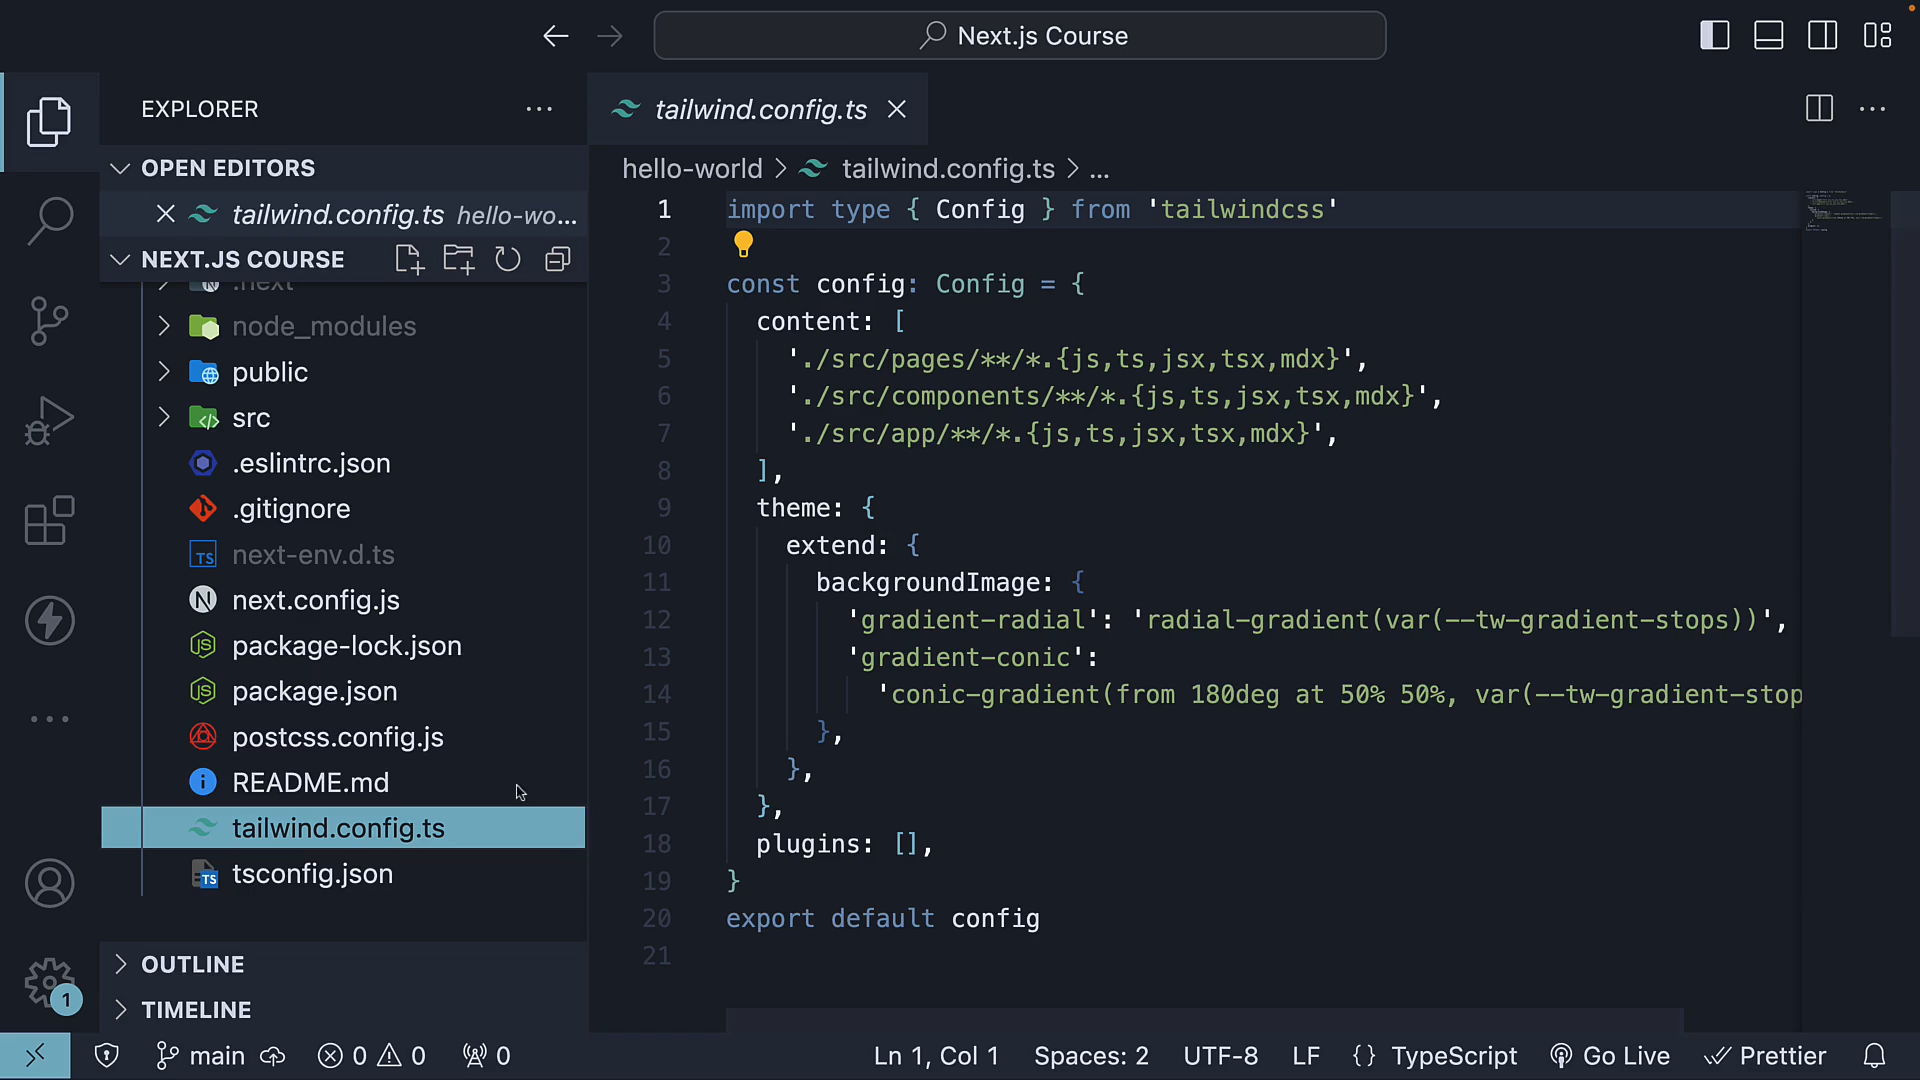 Next.js Course
EXPLORER
OPEN EDITORS
tailwind.config.ts hello-wo...
NEXT.JS COURSE
.next
node_modules
public
src
.eslintrc.json
.gitignore
next-env.d.ts
next.config.js
package-lock.json
package.json
postcss.config.js
README.md
tailwind.config.ts
tsconfig.json
OUTLINE
TIMELINE
1
tailwind.config.ts
hello-world > tailwind.config.ts > ...
1 import type { Config } from 'tailwindcss'
2
3 const config: Config = {
4 content: [
5 './src/pages/**/*.{js,ts,jsx,tsx,mdx}',
6 './src/components/**/*.{js,ts,jsx,tsx,mdx}',
7 './src/app/**/*.{js,ts,jsx,tsx,mdx}',
8 ],
9 theme: {
10 extend: {
11 backgroundImage: {
12 'gradient-radial': 'radial-gradient(var(--tw-gradient-stops))',
13 'gradient-conic':
14 'conic-gradient(from 180deg at 50% 50%, var(--tw-gradient-stop
15 },
16 },
17 },
18 plugins: [],
19 }
20 export default config
21
main 0 0 0 Ln 1, Col 1 Spaces: 2 UTF-8 LF {} TypeScript Go Live Prettier